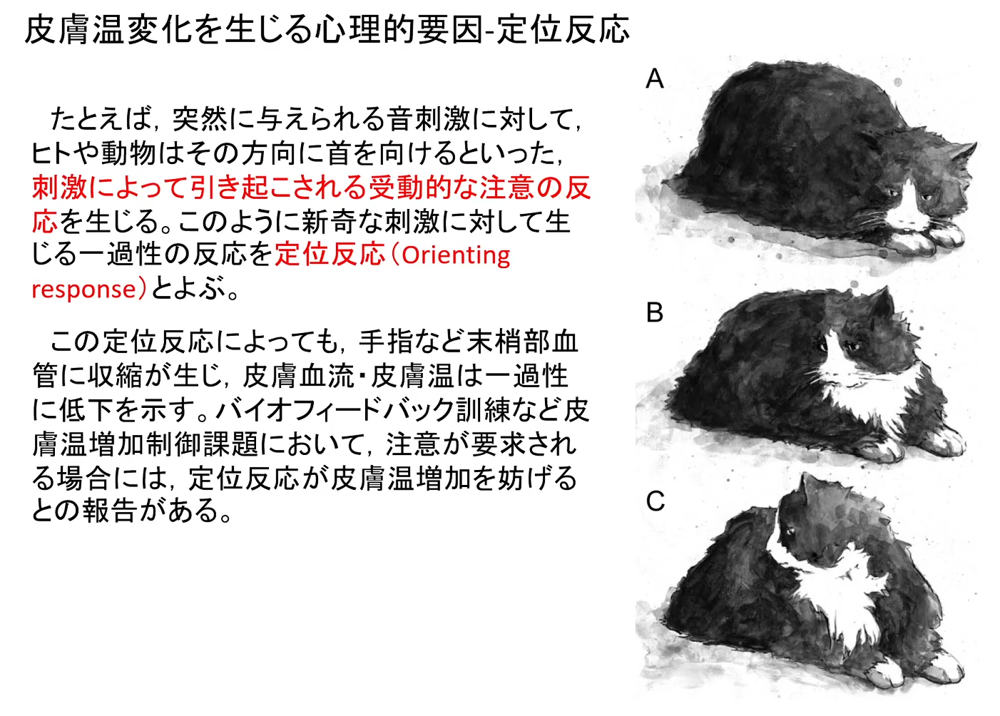 皮膚温変化を生じる心理的要因-定位反応
たとえば，突然に与えられる音刺激に対して，
ヒトや動物はその方向に首を向けるといった，
刺激によって引き起こされる受動的な注意の反
応を生じる。このように新奇な刺激に対して生
じる一過性の反応を定位反応（Orienting
response）とよぶ。
この定位反応によっても，手指など末梢部血
管に収縮が生じ，皮膚血流・皮膚温は一過性
に低下を示す。バイオフィードバック訓練など皮
膚温増加制御課題において，注意が要求され
る場合には，定位反応が皮膚温増加を妨げる
との報告がある。
A
B
C